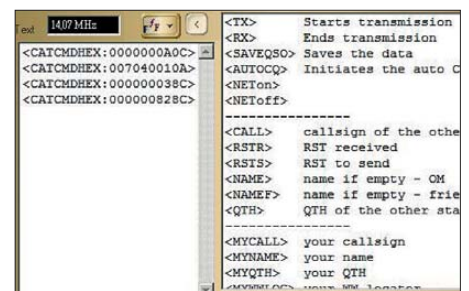 Text 14,07 MHz
<CATCMDHEX:0000000A0C>
<CATCMDHEX:007040010A>
<CATCMDHEX:000000038C>
<CATCMDHEX:000000828C>
<TX> Starts transmission
<RX> Ends transmission
<SAVEQSO> Saves the data
<AUTOCQ> Initiates the auto C
<NETon>
<NEToff>
----------------
<CALL> callsign of the othe
<RSTR> RST received
<RSTS> RST to send
<NAME> name if empty - OM
<NAMEF> name if empty - frie
<QTH> QTH of the other sta
----------------
<MYCALL> your callsign
<MYNAME> your name
<MYQTH> your QTH